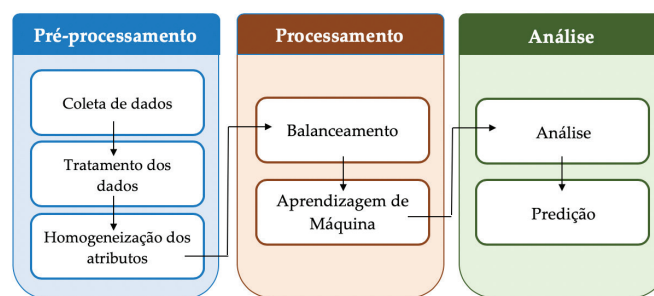 Pré-processamento
Coleta de dados
Tratamento dos
dados
Homogeneização dos
atributos
Processamento
Balanceamento
Aprendizagem de
Máquina
Análise
Análise
Predição